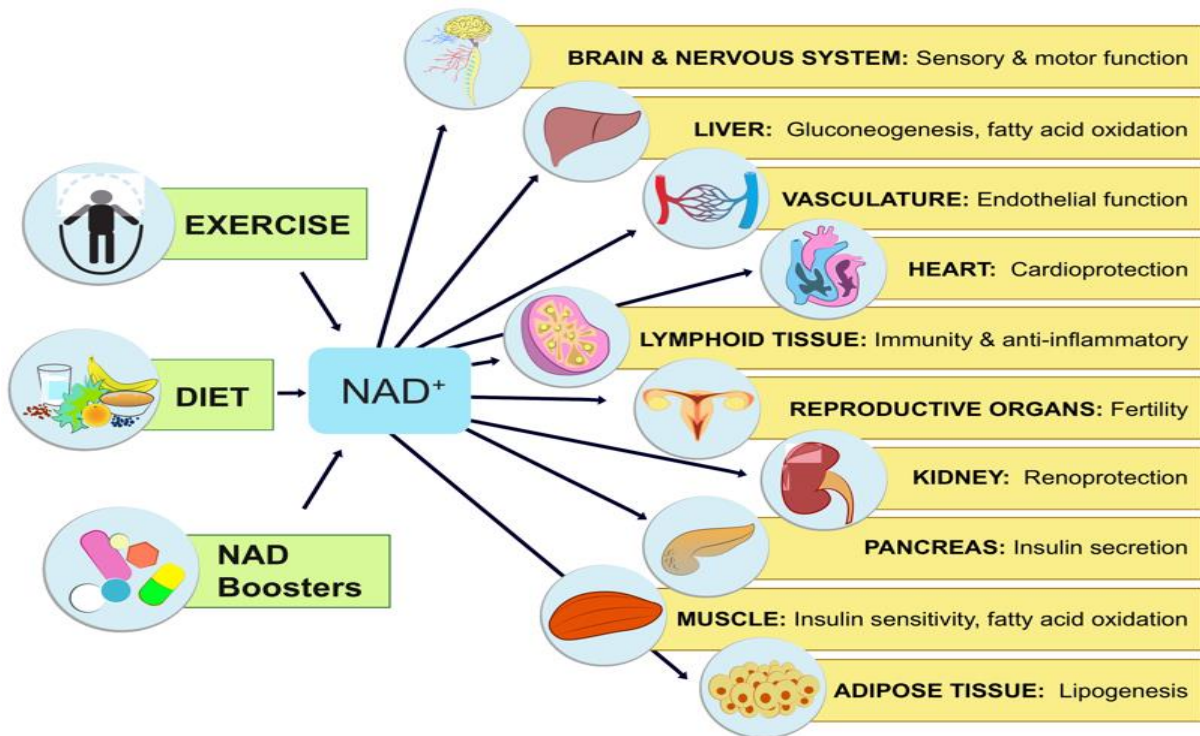 BRAIN & NERVOUS SYSTEM: Sensory & motor function
LIVER: Gluconeogenesis, fatty acid oxidation
VASCULATURE: Endothelial function
EXERCISE
HEART: Cardioprotection
LYMPHOID TISSUE: Immunity & anti-inflammatory
DIET
NAD⁺
REPRODUCTIVE ORGANS: Fertility
KIDNEY: Renoprotection
NAD
Boosters
PANCREAS: Insulin secretion
MUSCLE: Insulin sensitivity, fatty acid oxidation
ADIPOSE TISSUE: Lipogenesis